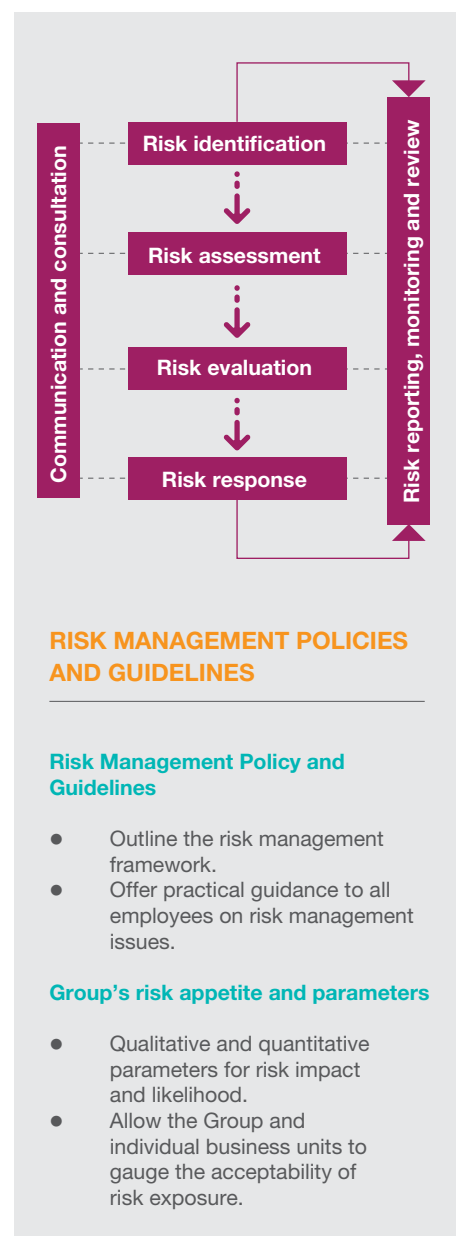 Communication and consultation
Risk identification
Risk assessment
Risk evaluation
Risk response
Risk reporting, monitoring and review
RISK MANAGEMENT POLICIES
AND GUIDELINES
Risk Management Policy and
Guidelines
● Outline the risk management
framework.
● Offer practical guidance to all
employees on risk management
issues.
Group’s risk appetite and parameters
● Qualitative and quantitative
parameters for risk impact
and likelihood.
● Allow the Group and
individual business units to
gauge the acceptability of
risk exposure.